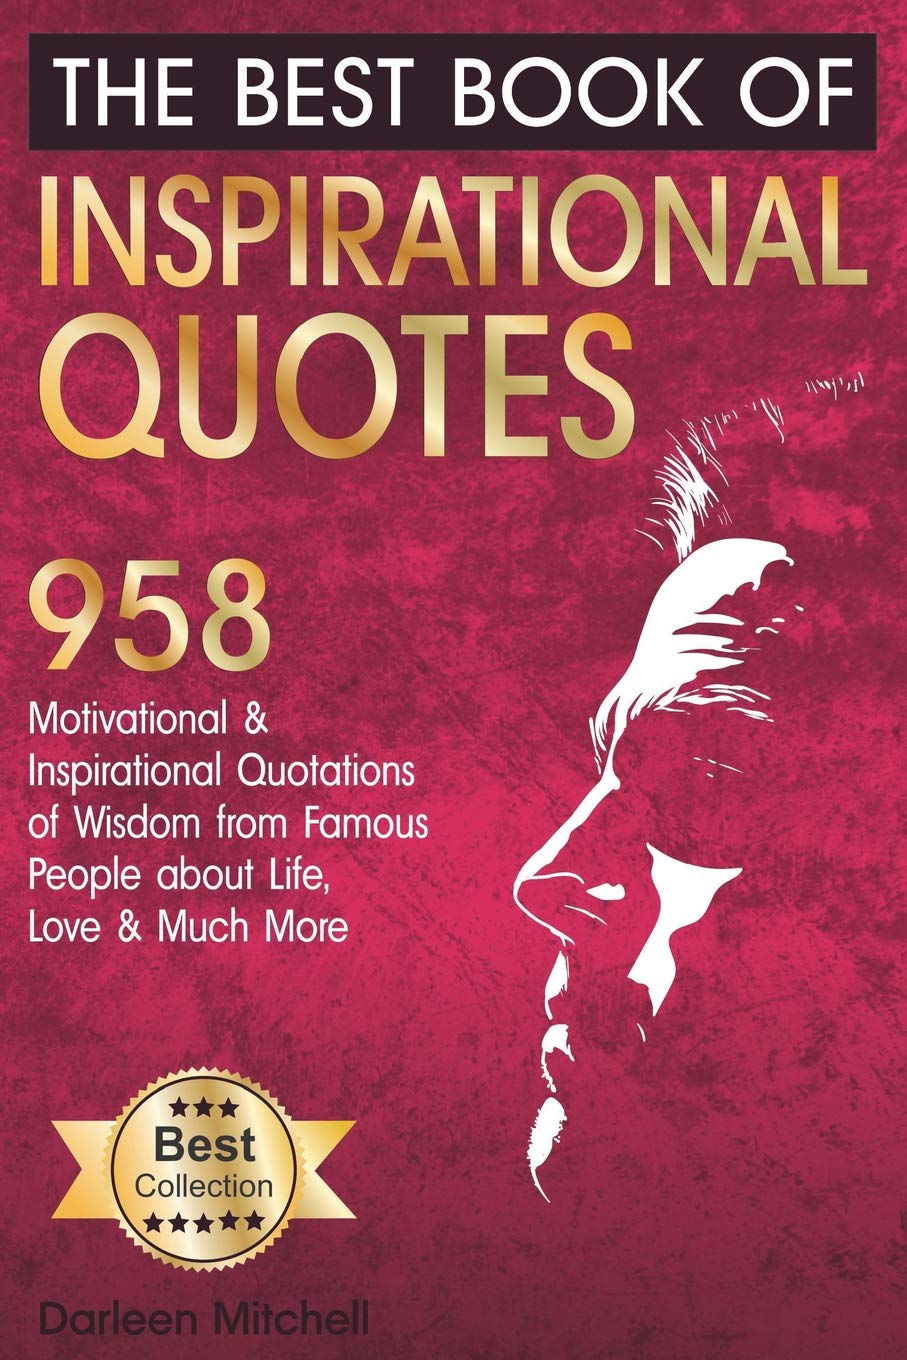 THE BEST BOOK OF
INSPIRATIONAL
QUOTES
958
Motivational &
Inspirational Quotations
of Wisdom from Famous
People about Life,
Love & Much More
Best
Collection
Darleen Mitchell